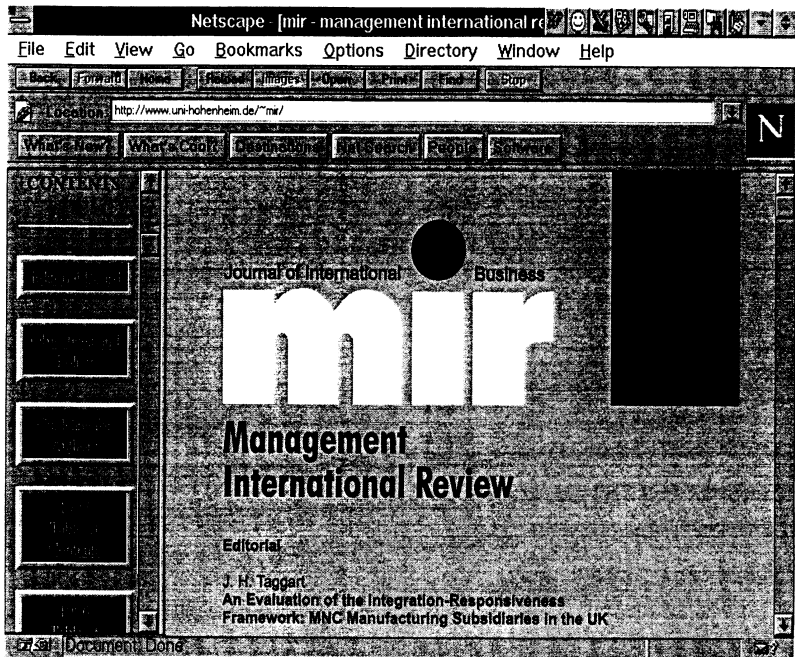 Netscape - [mir - management international re
File Edit View Go Bookmarks Options Directory Window Help
Back Forward Home Reload Images Open Print Find Stop
Location: http://www.uni-hohenheim.de/~mir/
N
What's New? What's Cool? Destinations Net Search People Software
CONTENTS
Journal of International Business
mir
Management
International Review
Editorial
J. H. Taggart
An Evaluation of the Integration-Responsiveness
Framework: MNC Manufacturing Subsidiaries in the UK
Document: Done